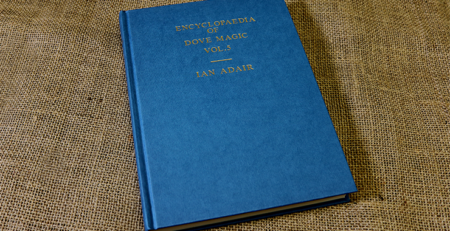 ENCYCLOPAEDIA
OF
DOVE MAGIC
VOL. 5
IAN ADAIR